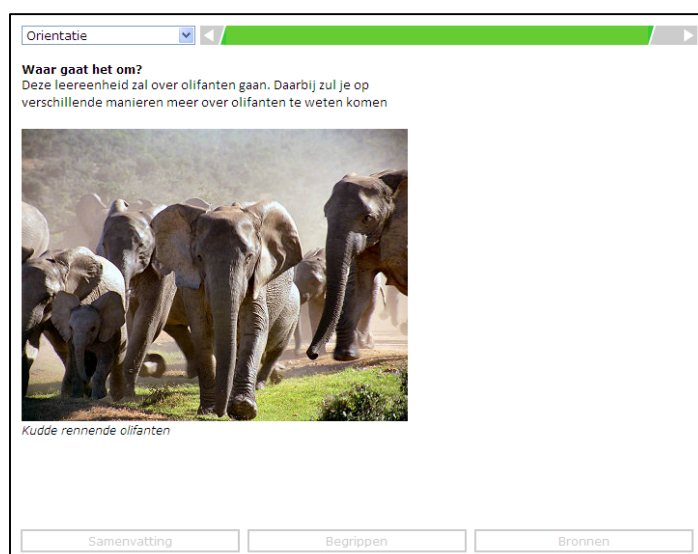 Orientatie
Waar gaat het om?
Deze leereenheid zal over olifanten gaan. Daarbij zul je op
verschillende manieren meer over olifanten te weten komen
Kudde rennende olifanten
Samenvatting
Begrippen
Bronnen